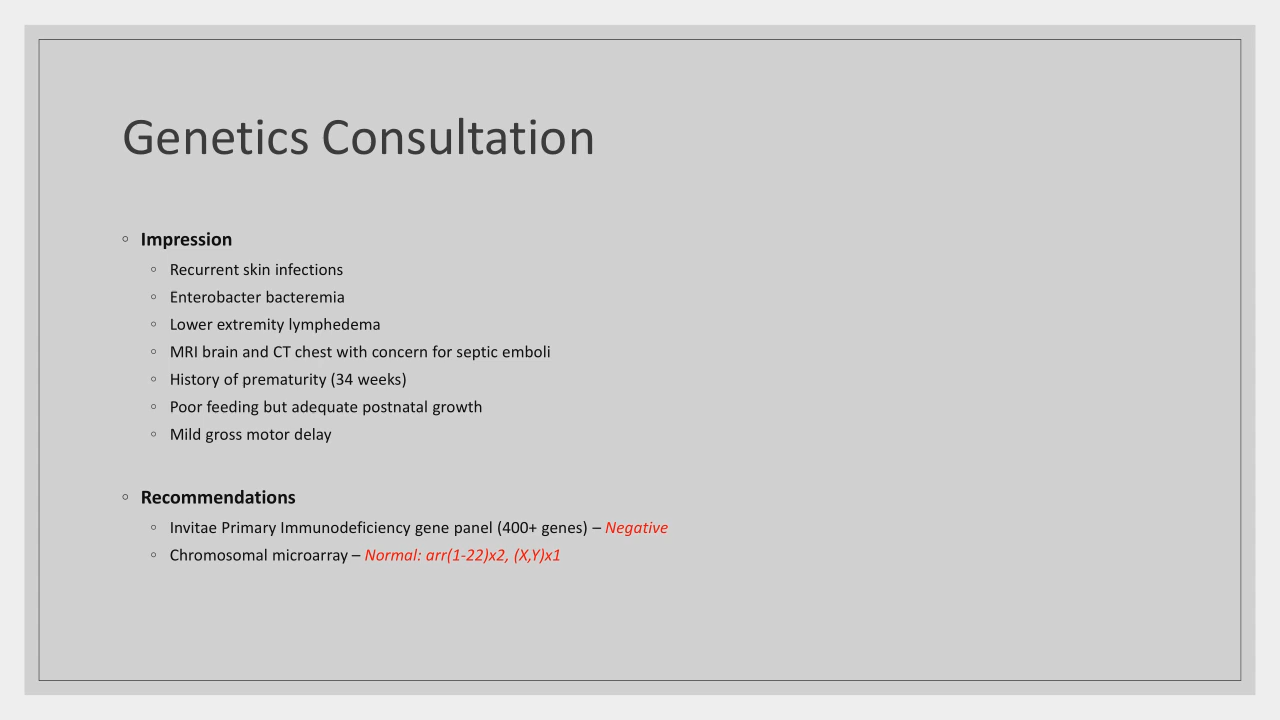 Genetics Consultation
◦ Impression
◦ Recurrent skin infections
◦ Enterobacter bacteremia
◦ Lower extremity lymphedema
◦ MRI brain and CT chest with concern for septic emboli
◦ History of prematurity (34 weeks)
◦ Poor feeding but adequate postnatal growth
◦ Mild gross motor delay
◦ Recommendations
◦ Invitae Primary Immunodeficiency gene panel (400+ genes) – Negative
◦ Chromosomal microarray – Normal: arr(1-22)x2, (X,Y)x1